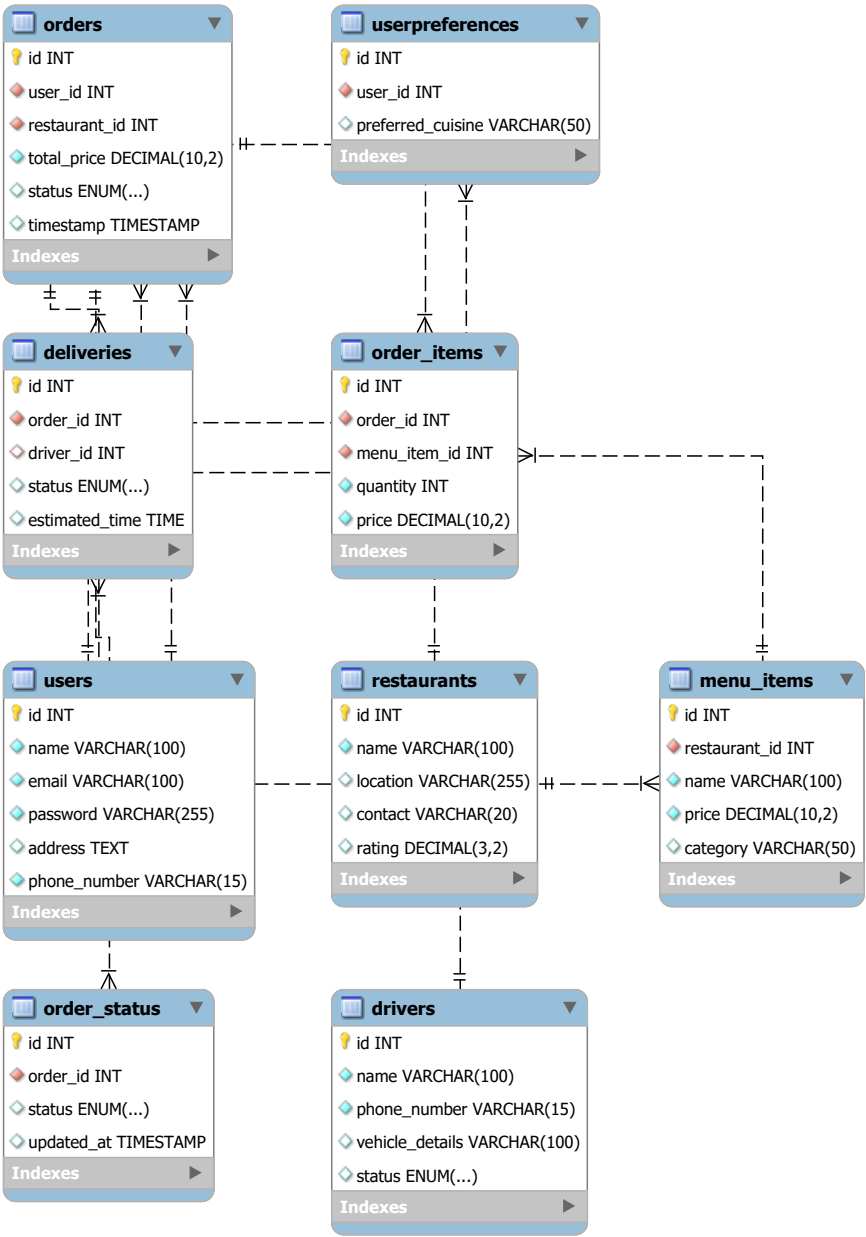 orders
id INT
user_id INT
restaurant_id INT
total_price DECIMAL(10,2)
status ENUM(...)
timestamp TIMESTAMP
Indexes
userpreferences
id INT
user_id INT
preferred_cuisine VARCHAR(50)
Indexes
deliveries
id INT
order_id INT
driver_id INT
status ENUM(...)
estimated_time TIME
Indexes
order_items
id INT
order_id INT
menu_item_id INT
quantity INT
price DECIMAL(10,2)
Indexes
users
id INT
name VARCHAR(100)
email VARCHAR(100)
password VARCHAR(255)
address TEXT
phone_number VARCHAR(15)
Indexes
restaurants
id INT
name VARCHAR(100)
location VARCHAR(255)
contact VARCHAR(20)
rating DECIMAL(3,2)
Indexes
menu_items
id INT
restaurant_id INT
name VARCHAR(100)
price DECIMAL(10,2)
category VARCHAR(50)
Indexes
order_status
id INT
order_id INT
status ENUM(...)
updated_at TIMESTAMP
Indexes
drivers
id INT
name VARCHAR(100)
phone_number VARCHAR(15)
vehicle_details VARCHAR(100)
status ENUM(...)
Indexes